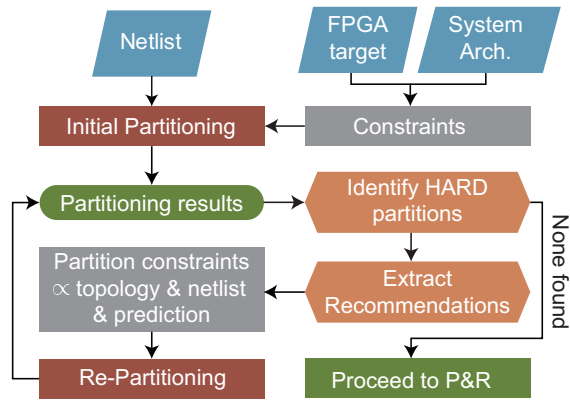 Netlist
FPGA
target
System
Arch.
Initial Partitioning
Constraints
Partitioning results
Identify HARD
partitions
None found
Partition constraints
∝ topology & netlist
& prediction
Extract
Recommendations
Re-Partitioning
Proceed to P&R